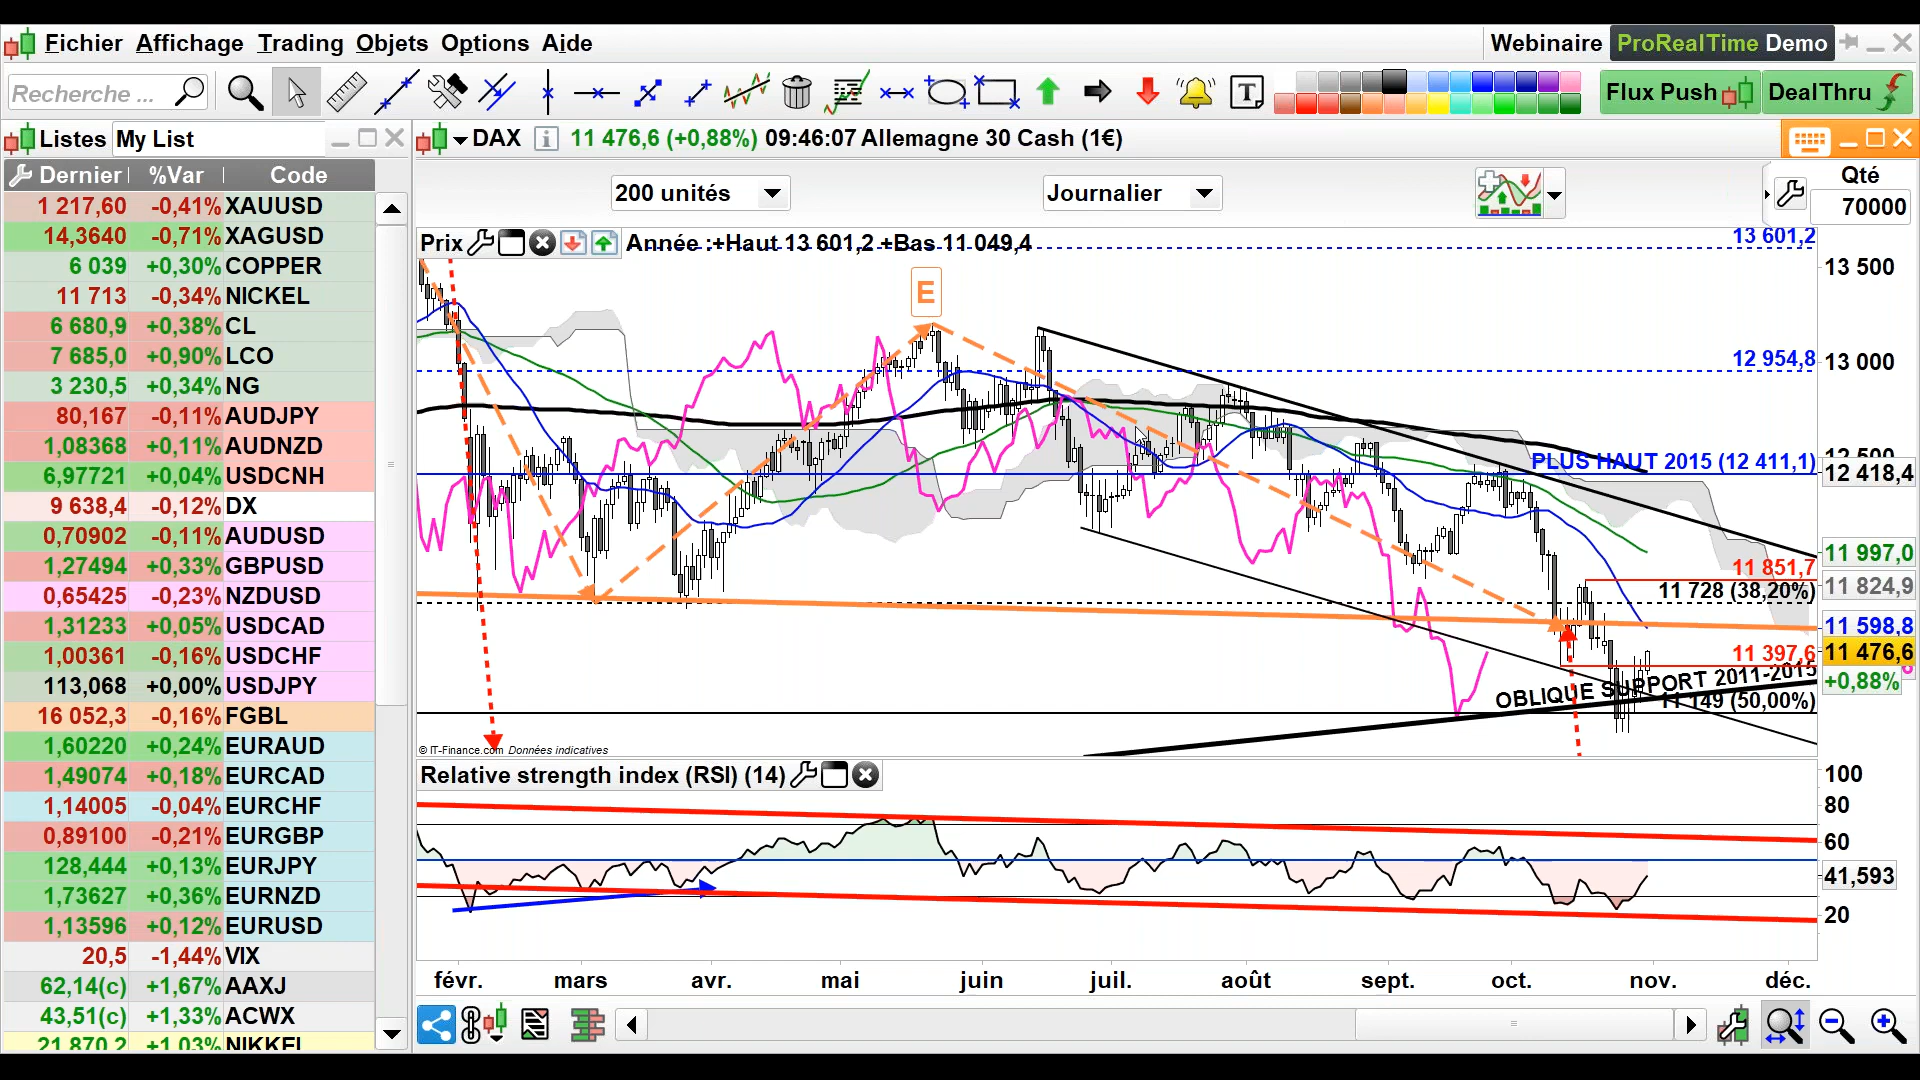 Fichier Affichage Trading Objets Options Aide
Webinaire ProRealTime Demo
Recherche ...
T
Flux Push DealThru
Listes My List
DAX i 11 476,6 (+0,88%) 09:46:07 Allemagne 30 Cash (1€)
Dernier %Var Code
1 217,60 -0,41% XAUUSD
14,3640 -0,71% XAGUSD
6 039 +0,30% COPPER
11 713 -0,34% NICKEL
6 680,9 +0,38% CL
7 685,0 +0,90% LCO
3 230,5 +0,34% NG
80,167 -0,11% AUDJPY
1,08368 +0,11% AUDNZD
6,97721 +0,04% USDCNH
9 638,4 -0,12% DX
0,70902 -0,11% AUDUSD
1,27494 +0,33% GBPUSD
0,65425 -0,23% NZDUSD
1,31233 +0,05% USDCAD
1,00361 -0,16% USDCHF
113,068 +0,00% USDJPY
16 052,3 -0,16% FGBL
1,60220 +0,24% EURAUD
1,49074 +0,18% EURCAD
1,14005 -0,04% EURCHF
0,89100 -0,21% EURGBP
128,444 +0,13% EURJPY
1,73627 +0,36% EURNZD
1,13596 +0,12% EURUSD
20,5 -1,44% VIX
62,14(c) +1,67% AAXJ
43,51(c) +1,33% ACWX
21 870,2 +1,03% NIKKEI
200 unités
Journalier
Qté
70000
Prix Année :+Haut 13 601,2 +Bas 11 049,4
13 601,2
13 500
E
12 954,8
13 000
PLUS HAUT 2015 (12 411,1)
12 500
12 418,4
11 997,0
11 851,7
11 824,9
11 728 (38,20%)
11 598,8
11 397,6
11 476,6
+0,88%
OBLIQUE SUPPORT 2011-2015
11 149 (50,00%)
© IT-Finance.com Données indicatives
Relative strength index (RSI) (14)
100
80
60
41,593
20
févr. mars avr. mai juin juil. août sept. oct. nov. déc.